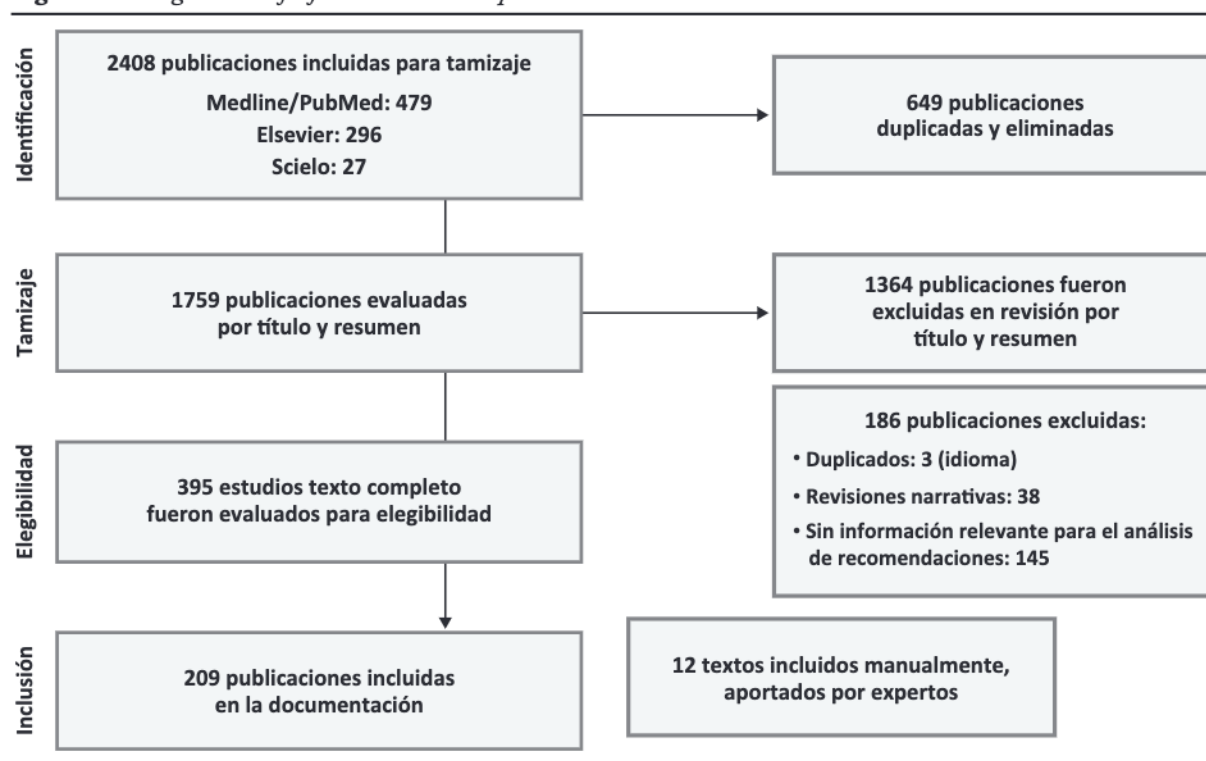 Identificación
2408 publicaciones incluidas para tamizaje
Medline/PubMed: 479
Elsevier: 296
Scielo: 27
649 publicaciones
duplicadas y eliminadas
Tamizaje
1759 publicaciones evaluadas
por título y resumen
1364 publicaciones fueron
excluidas en revisión por
título y resumen
Elegibilidad
395 estudios texto completo
fueron evaluados para elegibilidad
186 publicaciones excluidas:
• Duplicados: 3 (idioma)
• Revisiones narrativas: 38
• Sin información relevante para el análisis
de recomendaciones: 145
Inclusión
209 publicaciones incluidas
en la documentación
12 textos incluidos manualmente,
aportados por expertos